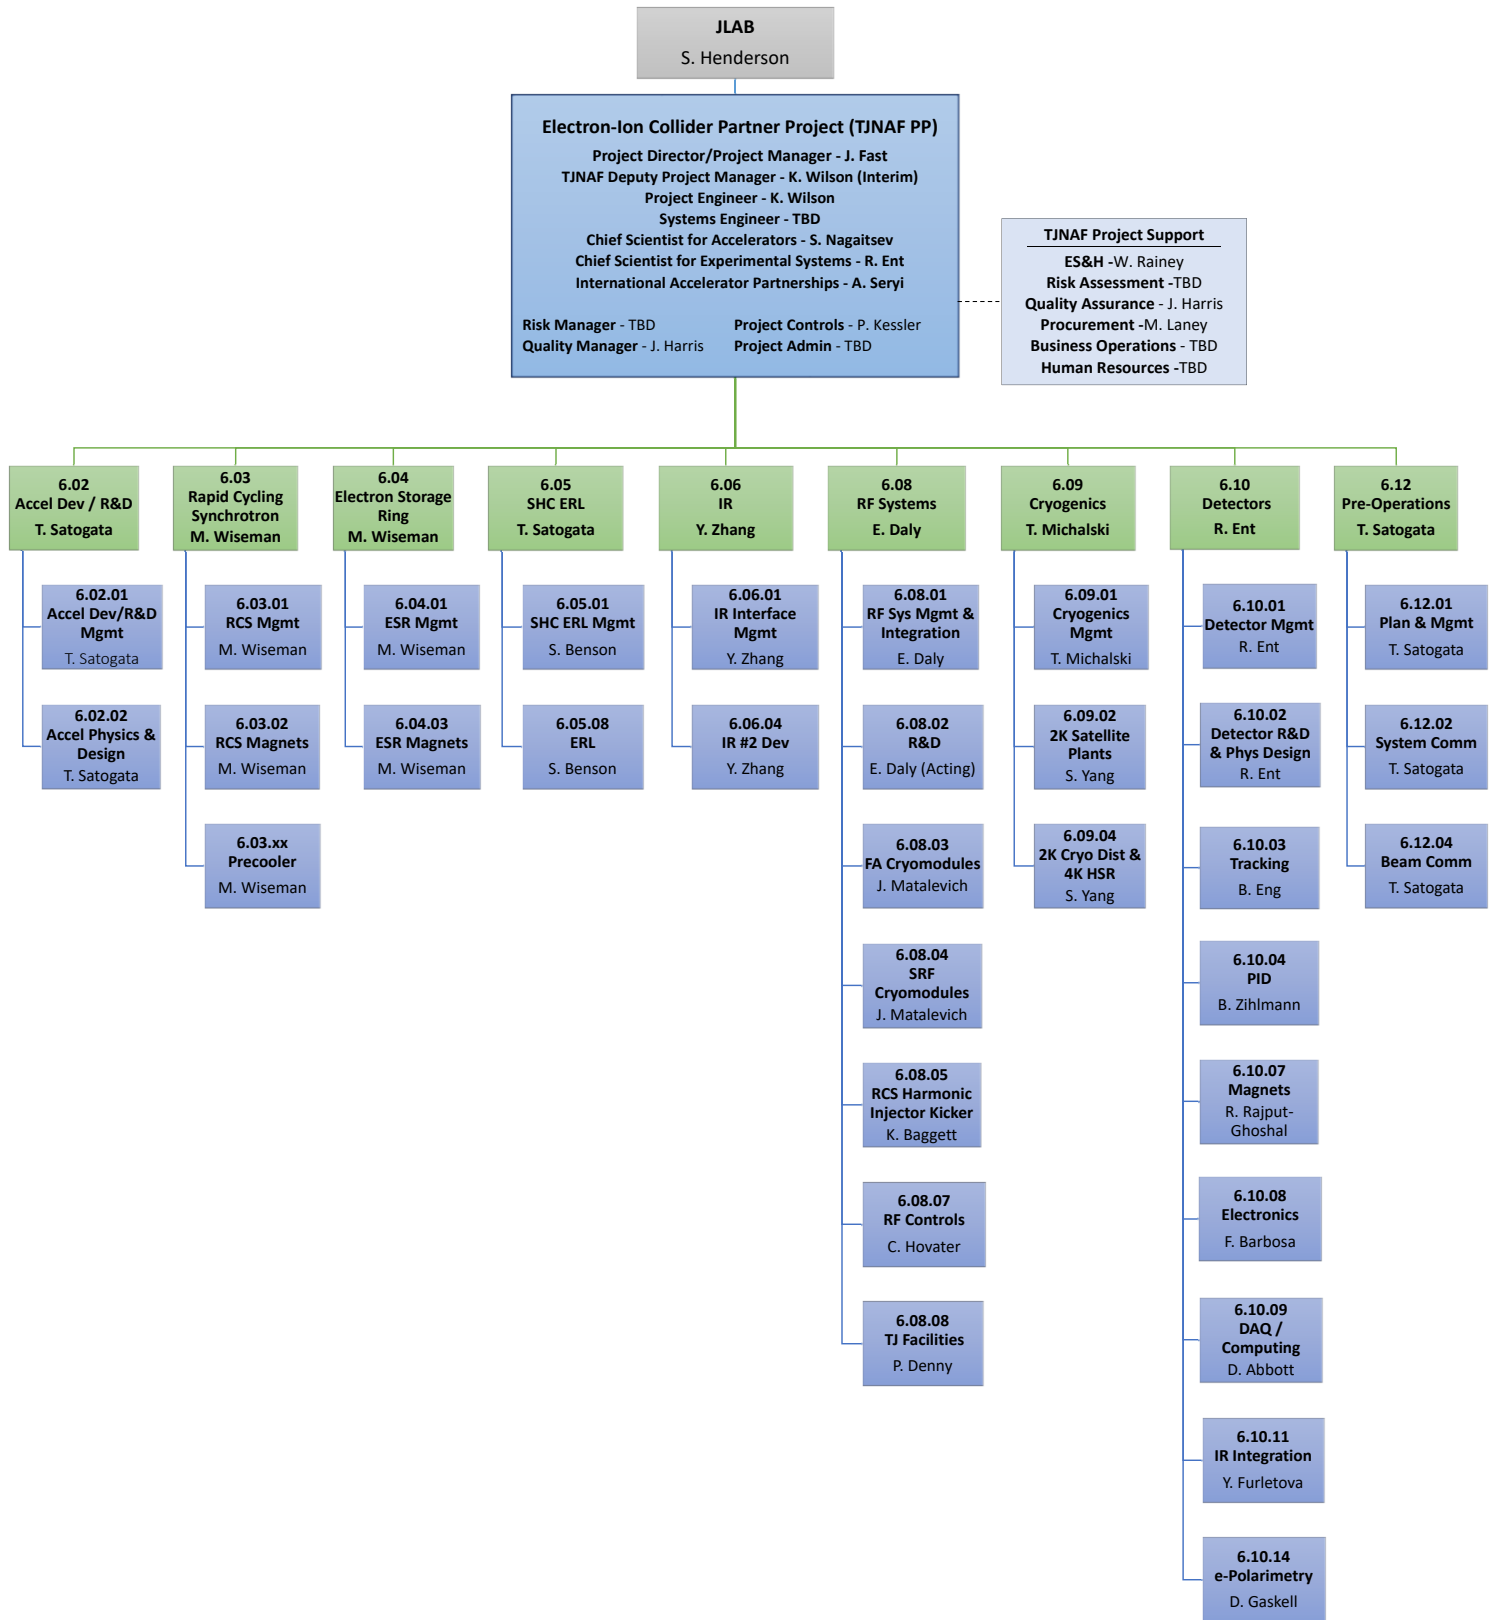 JLAB
S. Henderson
Electron-Ion Collider Partner Project (TJNAF PP)
Project Director/Project Manager - J. Fast
TJNAF Deputy Project Manager - K. Wilson (Interim)
Project Engineer - K. Wilson
Systems Engineer - TBD
Chief Scientist for Accelerators - S. Nagaitsev
Chief Scientist for Experimental Systems - R. Ent
International Accelerator Partnerships - A. Seryi
Risk Manager - TBD
Project Controls - P. Kessler
Quality Manager - J. Harris
Project Admin - TBD
TJNAF Project Support
ES&H -W. Rainey
Risk Assessment -TBD
Quality Assurance - J. Harris
Procurement -M. Laney
Business Operations - TBD
Human Resources -TBD
6.02
Accel Dev / R&D
T. Satogata
6.02.01
Accel Dev/R&D
Mgmt
T. Satogata
6.02.02
Accel Physics &
Design
T. Satogata
6.03
Rapid Cycling
Synchrotron
M. Wiseman
6.03.01
RCS Mgmt
M. Wiseman
6.03.02
RCS Magnets
M. Wiseman
6.03.xx
Precooler
M. Wiseman
6.04
Electron Storage
Ring
M. Wiseman
6.04.01
ESR Mgmt
M. Wiseman
6.04.03
ESR Magnets
M. Wiseman
6.05
SHC ERL
T. Satogata
6.05.01
SHC ERL Mgmt
S. Benson
6.05.08
ERL
S. Benson
6.06
IR
Y. Zhang
6.06.01
IR Interface
Mgmt
Y. Zhang
6.06.04
IR #2 Dev
Y. Zhang
6.08
RF Systems
E. Daly
6.08.01
RF Sys Mgmt &
Integration
E. Daly
6.08.02
R&D
E. Daly (Acting)
6.08.03
FA Cryomodules
J. Matalevich
6.08.04
SRF
Cryomodules
J. Matalevich
6.08.05
RCS Harmonic
Injector Kicker
K. Baggett
6.08.07
RF Controls
C. Hovater
6.08.08
TJ Facilities
P. Denny
6.09
Cryogenics
T. Michalski
6.09.01
Cryogenics
Mgmt
T. Michalski
6.09.02
2K Satellite
Plants
S. Yang
6.09.04
2K Cryo Dist &
4K HSR
S. Yang
6.10
Detectors
R. Ent
6.10.01
Detector Mgmt
R. Ent
6.10.02
Detector R&D
& Phys Design
R. Ent
6.10.03
Tracking
B. Eng
6.10.04
PID
B. Zihlmann
6.10.07
Magnets
R. Rajput-
Ghoshal
6.10.08
Electronics
F. Barbosa
6.10.09
DAQ /
Computing
D. Abbott
6.10.11
IR Integration
Y. Furletova
6.10.14
e-Polarimetry
D. Gaskell
6.12
Pre-Operations
T. Satogata
6.12.01
Plan & Mgmt
T. Satogata
6.12.02
System Comm
T. Satogata
6.12.04
Beam Comm
T. Satogata